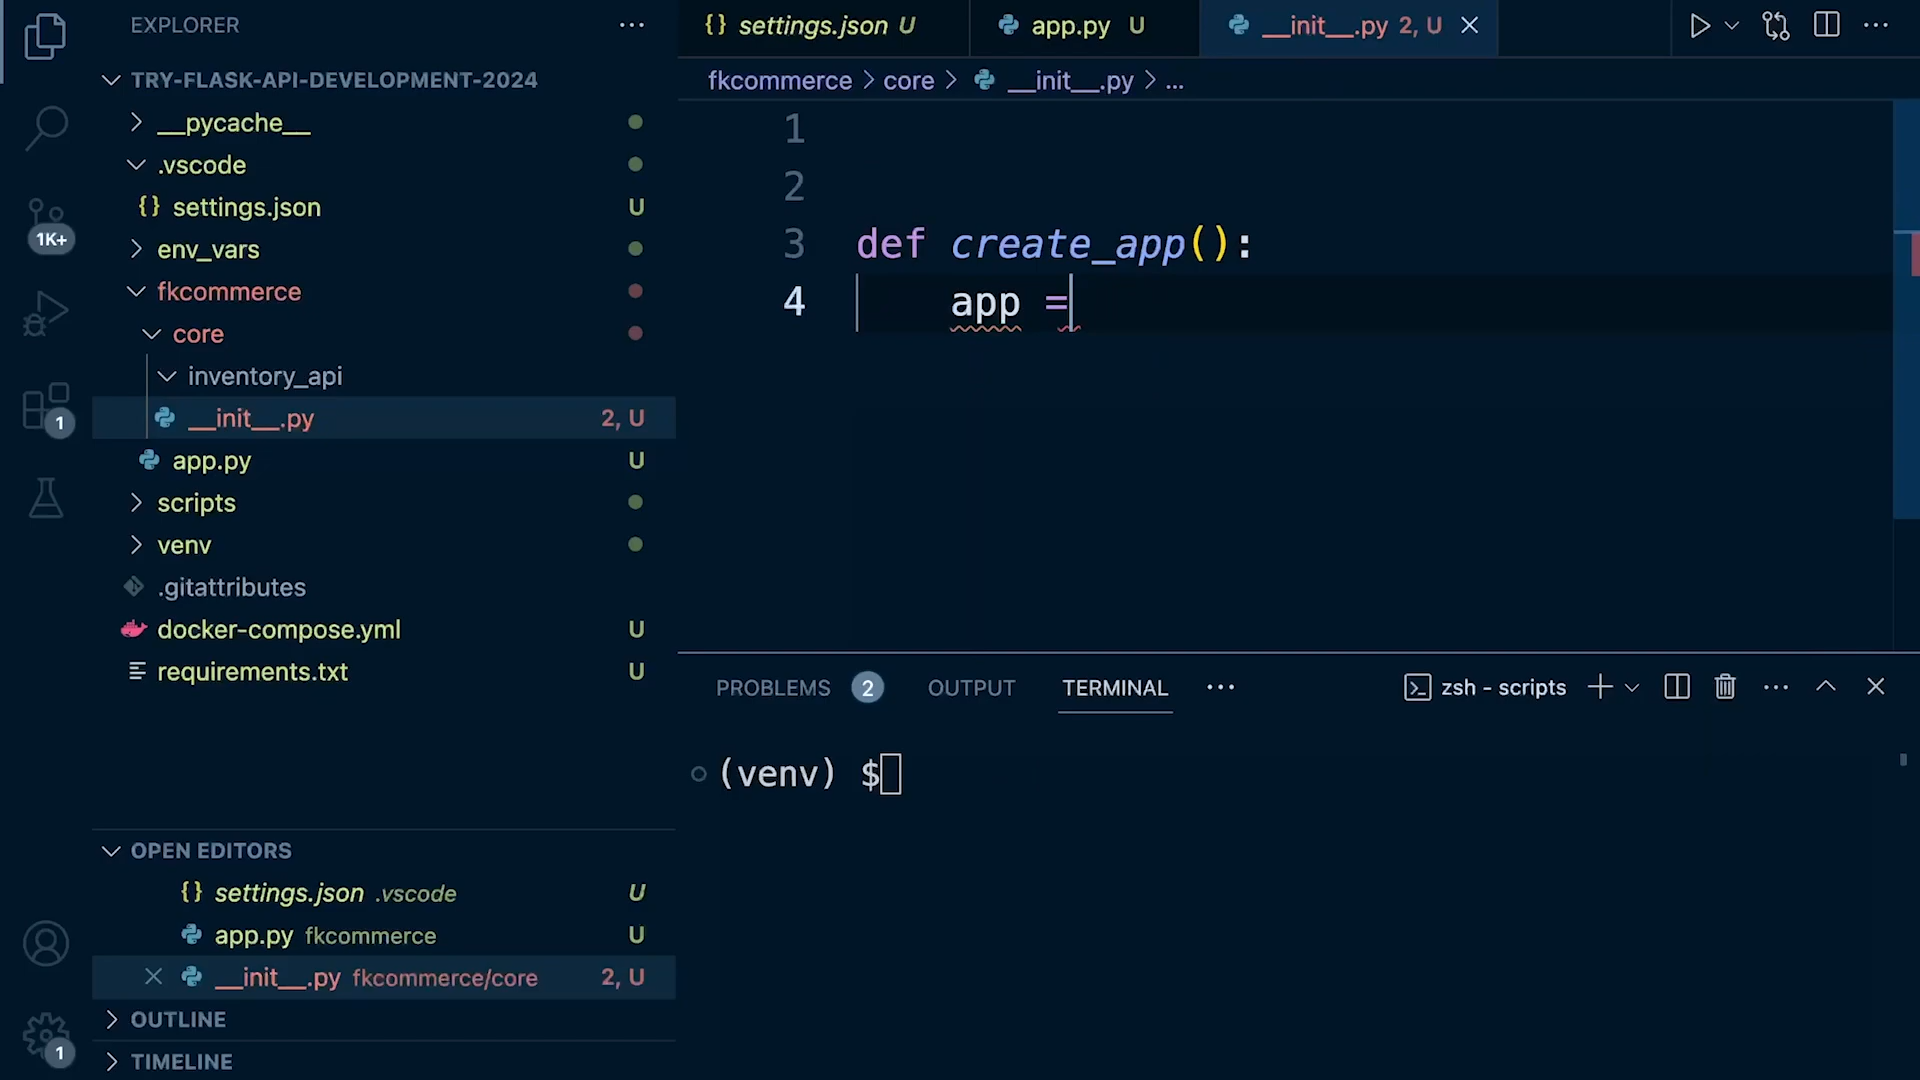 EXPLORER
TRY-FLASK-API-DEVELOPMENT-2024
__pycache__
.vscode
{} settings.json U
env_vars
fkcommerce
core
inventory_api
__init__.py 2, U
app.py U
scripts
venv
.gitattributes
docker-compose.yml U
requirements.txt U
OPEN EDITORS
{} settings.json .vscode U
app.py fkcommerce U
__init__.py fkcommerce/core 2, U
OUTLINE
TIMELINE
1K+
1
1
{} settings.json U
app.py U
__init__.py 2, U
fkcommerce > core > __init__.py > ...
1
2
3 def create_app():
4 app =
PROBLEMS 2 OUTPUT TERMINAL ... zsh - scripts
(venv) $